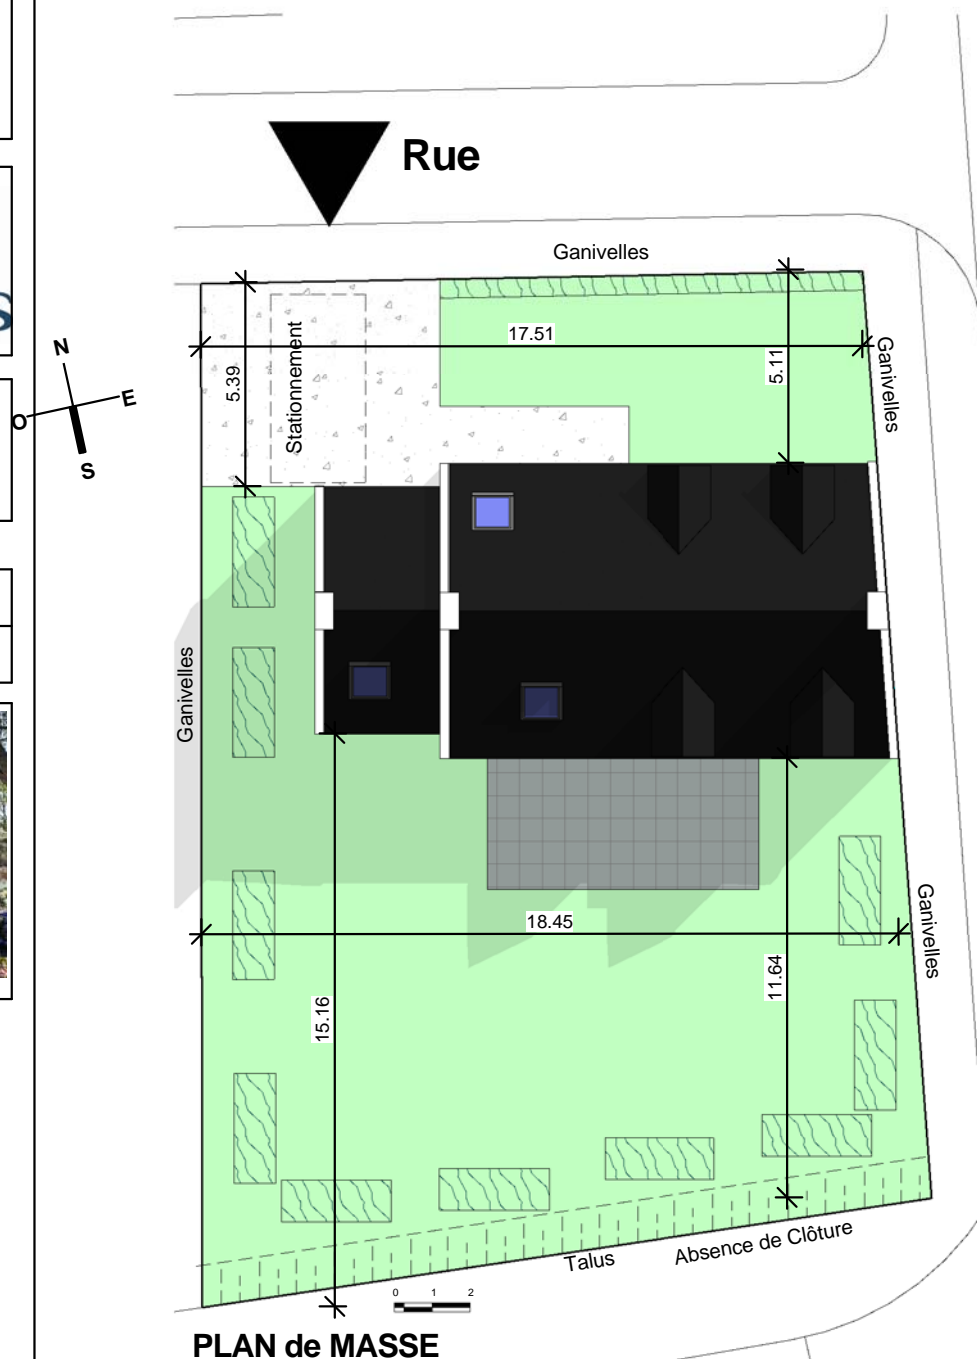 Rue
Ganivelles
17.51
5.39
5.11
Stationnement
Ganivelles
N
E
O
S
Ganivelles
18.45
Ganivelles
15.16
11.64
Talus
Absence de Clôture
0 1 2
PLAN de MASSE